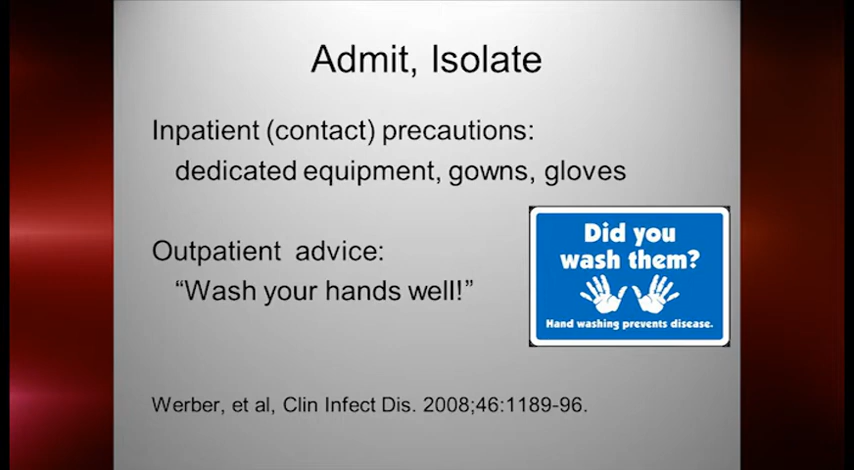 Admit, Isolate
Inpatient (contact) precautions:
dedicated equipment, gowns, gloves
Outpatient advice:
“Wash your hands well!”
Did you
wash them?
Hand washing prevents disease.
Werber, et al, Clin Infect Dis. 2008;46:1189-96.